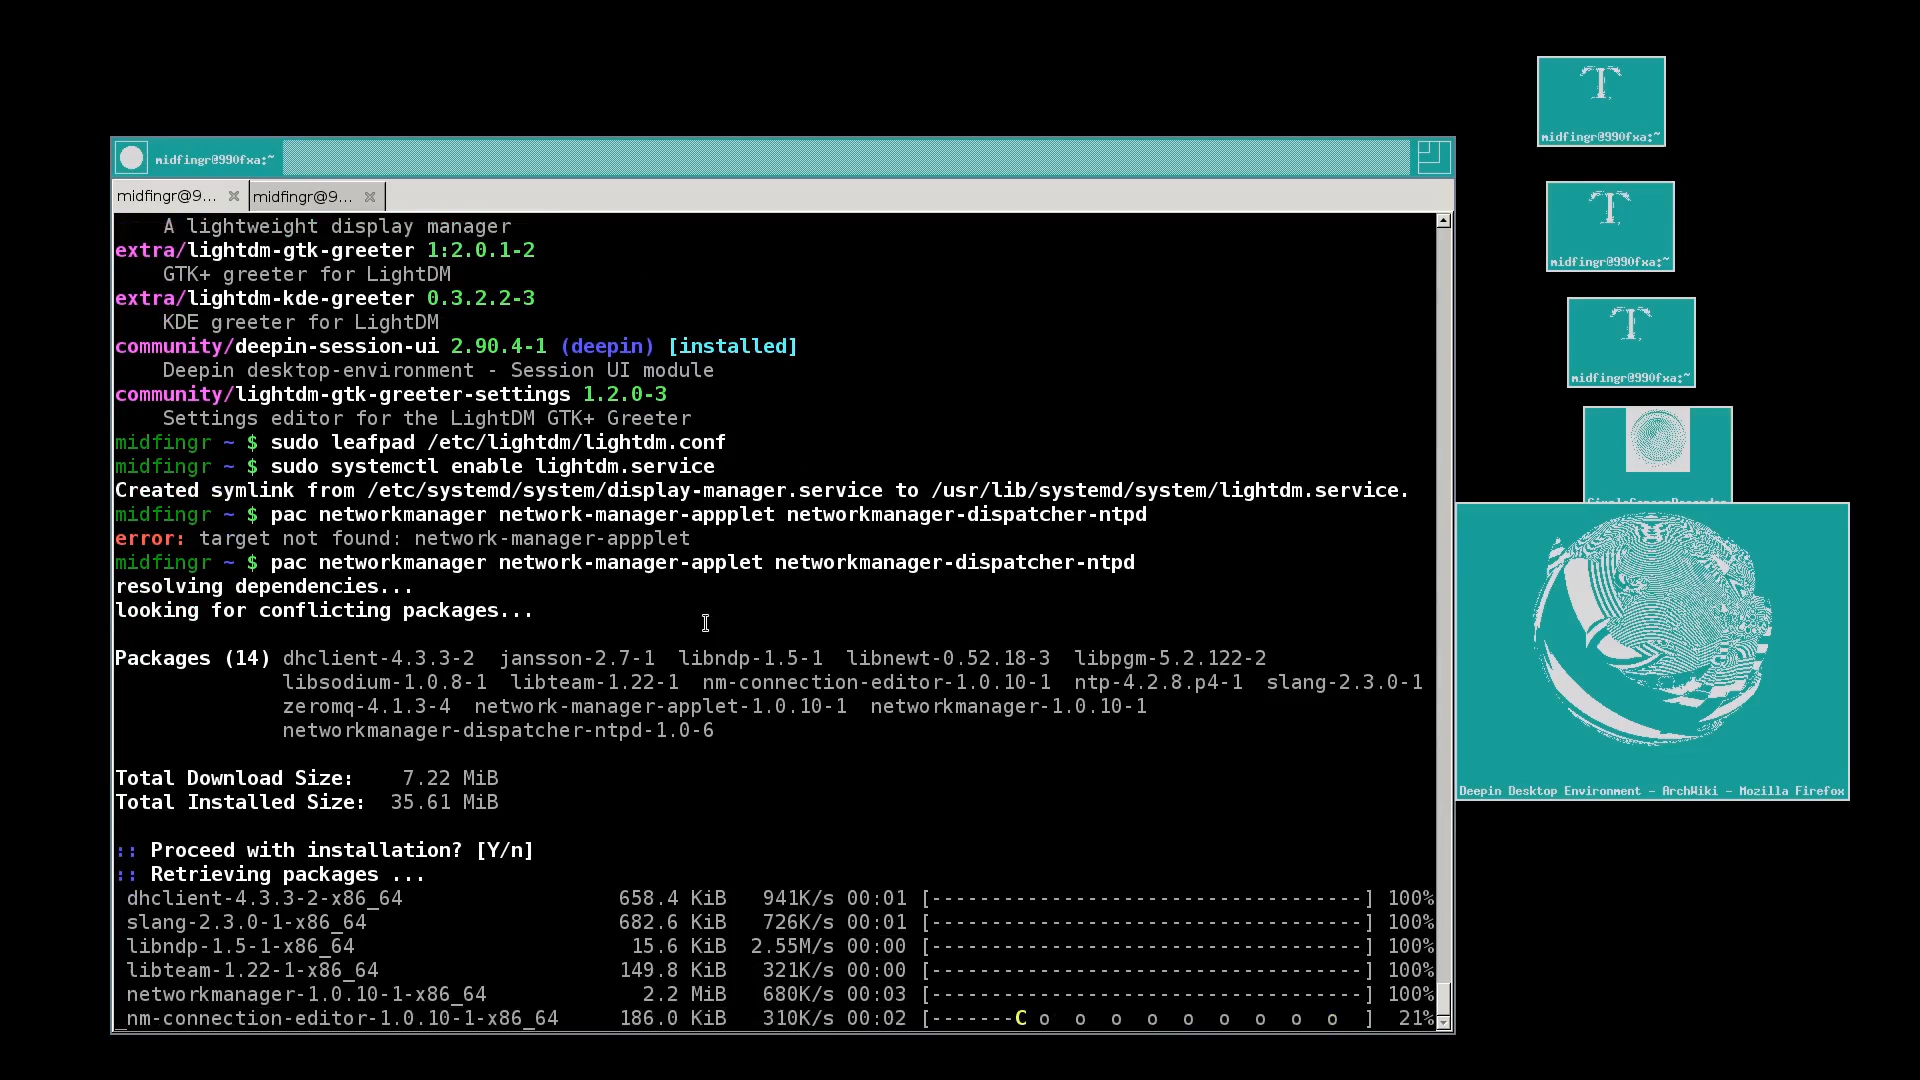 midfingr@990fxa:~
midfingr@9...
midfingr@9...
A lightweight display manager
extra/lightdm-gtk-greeter 1:2.0.1-2
GTK+ greeter for LightDM
extra/lightdm-kde-greeter 0.3.2.2-3
KDE greeter for LightDM
community/deepin-session-ui 2.90.4-1 (deepin) [installed]
Deepin desktop-environment - Session UI module
community/lightdm-gtk-greeter-settings 1.2.0-3
Settings editor for the LightDM GTK+ Greeter
midfingr ~ $ sudo leafpad /etc/lightdm/lightdm.conf
midfingr ~ $ sudo systemctl enable lightdm.service
Created symlink from /etc/systemd/system/display-manager.service to /usr/lib/systemd/system/lightdm.service.
midfingr ~ $ pac networkmanager network-manager-appplet networkmanager-dispatcher-ntpd
error: target not found: network-manager-appplet
midfingr ~ $ pac networkmanager network-manager-applet networkmanager-dispatcher-ntpd
resolving dependencies...
looking for conflicting packages...
Packages (14) dhclient-4.3.3-2 jansson-2.7-1 libndp-1.5-1 libnewt-0.52.18-3 libpgm-5.2.122-2
libsodium-1.0.8-1 libteam-1.22-1 nm-connection-editor-1.0.10-1 ntp-4.2.8.p4-1 slang-2.3.0-1
zeromq-4.1.3-4 network-manager-applet-1.0.10-1 networkmanager-1.0.10-1
networkmanager-dispatcher-ntpd-1.0-6
Total Download Size: 7.22 MiB
Total Installed Size: 35.61 MiB
:: Proceed with installation? [Y/n]
:: Retrieving packages ...
dhclient-4.3.3-2-x86_64 658.4 KiB 941K/s 00:01 [------------------------------------] 100%
slang-2.3.0-1-x86_64 682.6 KiB 726K/s 00:01 [------------------------------------] 100%
libndp-1.5-1-x86_64 15.6 KiB 2.55M/s 00:00 [------------------------------------] 100%
libteam-1.22-1-x86_64 149.8 KiB 321K/s 00:00 [------------------------------------] 100%
networkmanager-1.0.10-1-x86_64 2.2 MiB 680K/s 00:03 [------------------------------------] 100%
nm-connection-editor-1.0.10-1-x86_64 186.0 KiB 310K/s 00:02 [-------C o  o  o  o  o  o  o  o  o  ] 21%
T
midfingr@990fxa:~
T
midfingr@990fxa:~
T
midfingr@990fxa:~
Deepin Desktop Environment - ArchWiki - Mozilla Firefox